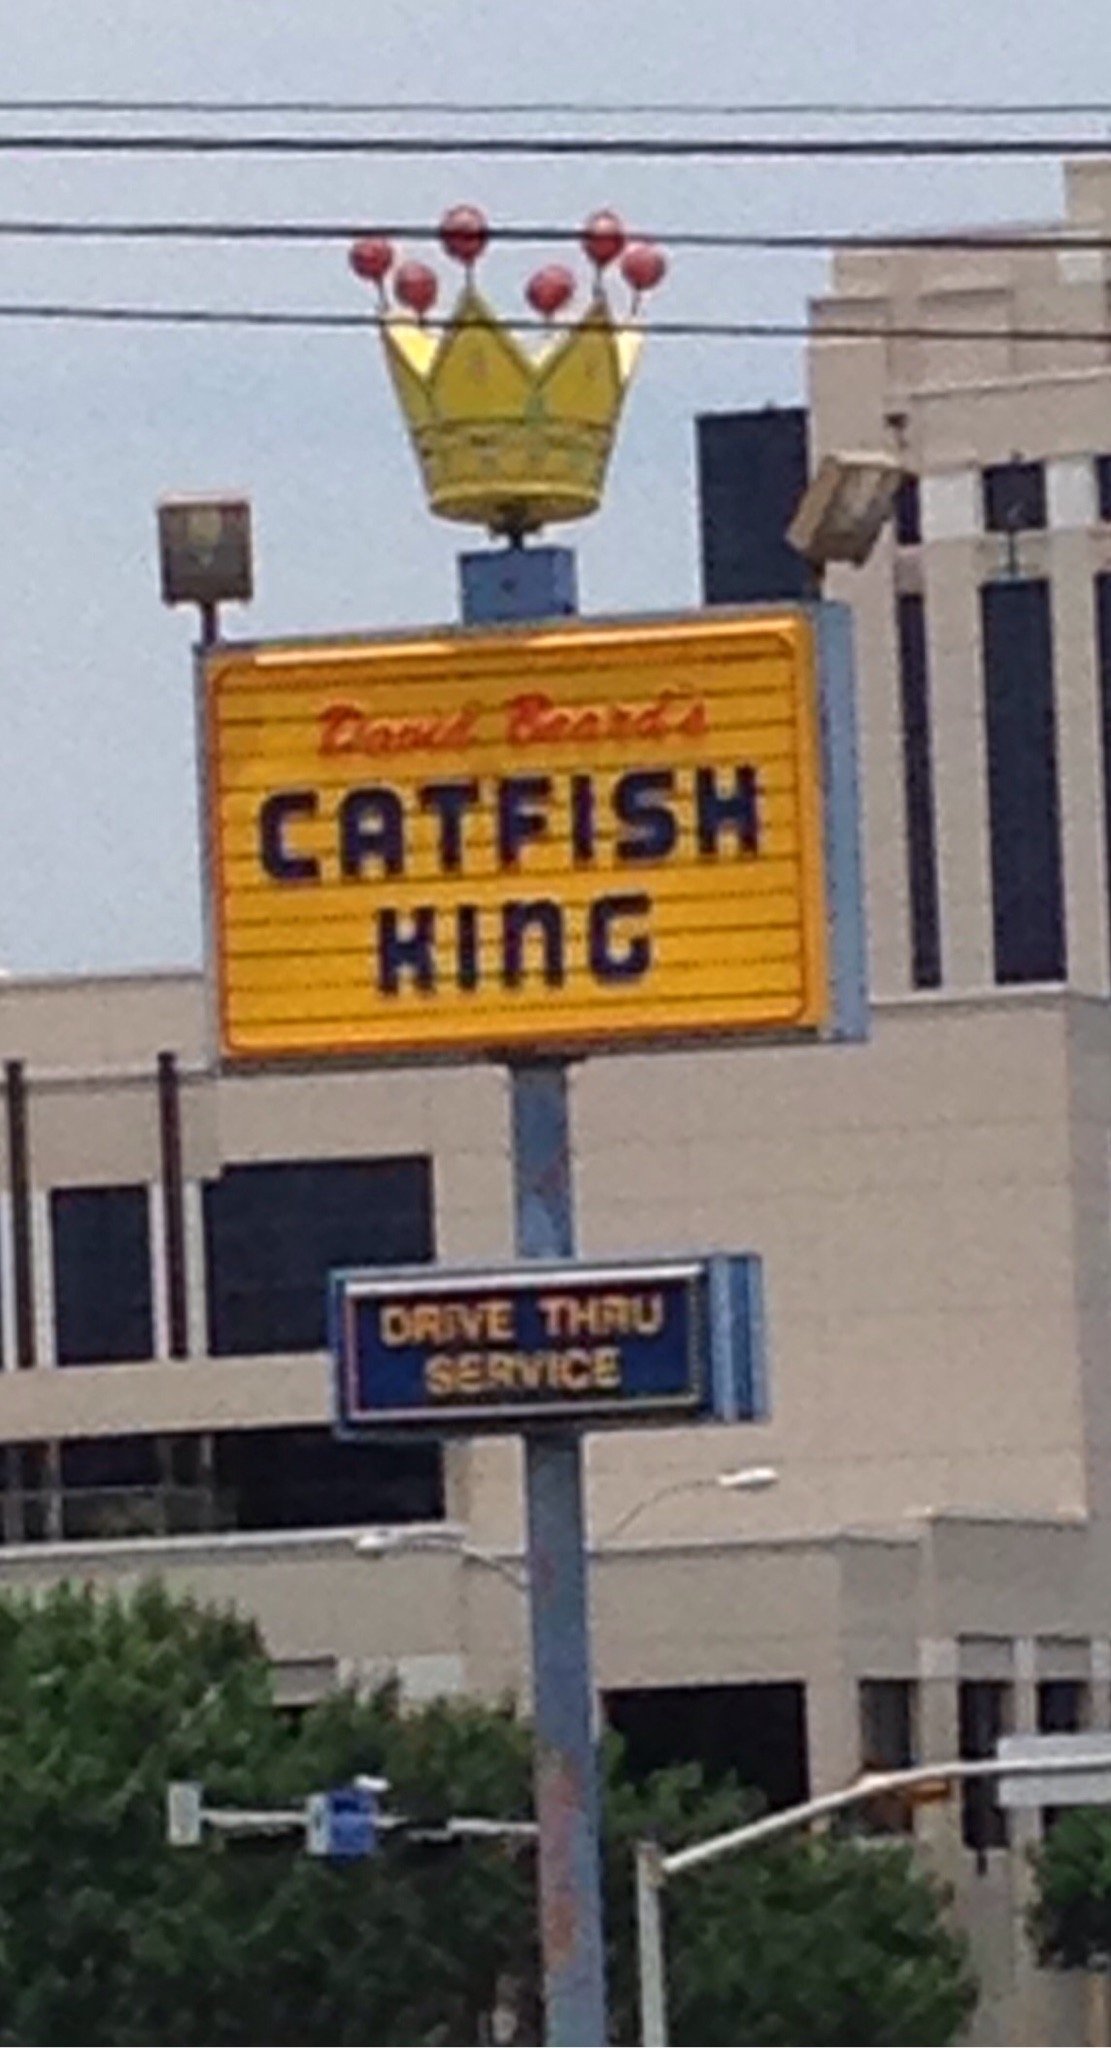 David Beard's
CATFISH
KING
DRIVE THRU
SERVICE